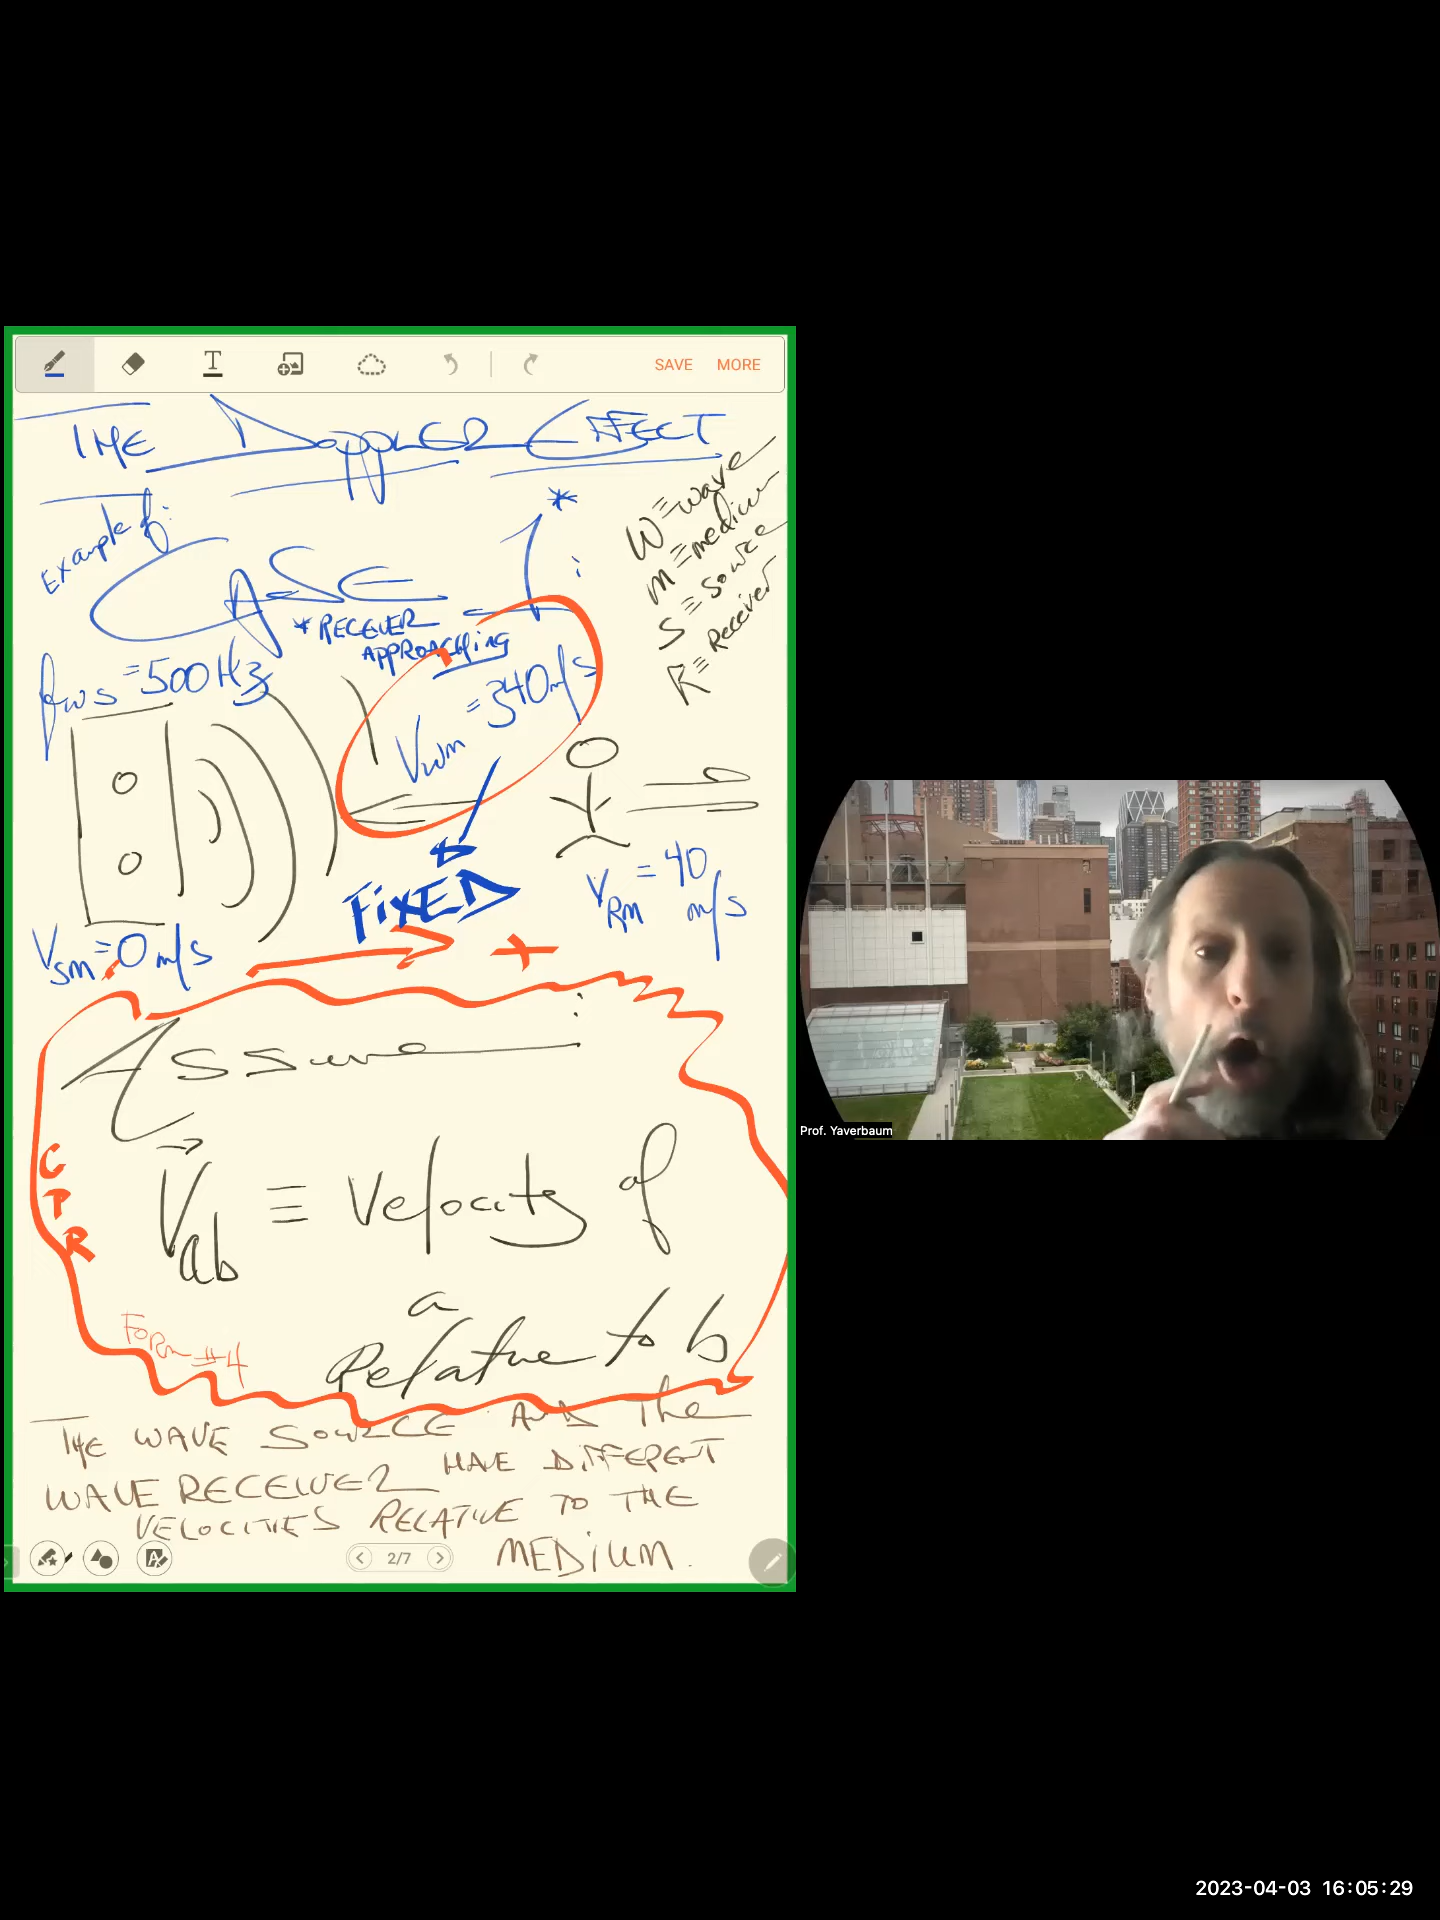 SAVE MORE
THE DOPPLER EFFECT
Example of:
CASE 1: *
* RECEIVER
APPROACHING
W ≡ wave
m ≡ medium
S ≡ Source
R ≡ Receiver
fws = 500 Hz
Vwm = 340 m/s
FIXED
VRm = 40 m/s
Vsm = 0 m/s
+
Assume:
Vab ≡ Velocity of
a
Relative to b
CTR
Form #4
THE WAVE SOURCE AND The
WAVE RECEIVER HAVE DIFFERENT
VELOCITIES RELATIVE TO THE
MEDIUM.
2/7
Prof. Yaverbaum
2023-04-03 16:05:29